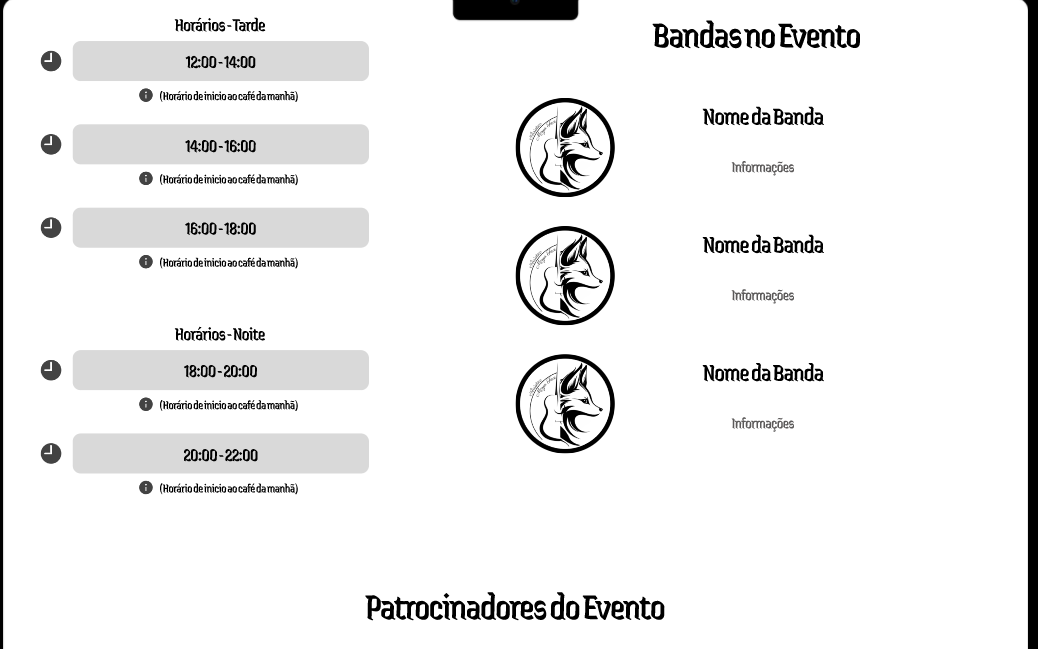 Horários - Tarde
12:00 - 14:00
(Horário de inicio ao café da manhã)
14:00 - 16:00
(Horário de inicio ao café da manhã)
16:00 - 18:00
(Horário de inicio ao café da manhã)
Horários - Noite
18:00 - 20:00
(Horário de inicio ao café da manhã)
20:00 - 22:00
(Horário de inicio ao café da manhã)
Bandas no Evento
Nome da Banda
Informações
Nome da Banda
Informações
Nome da Banda
Informações
Patrocinadores do Evento